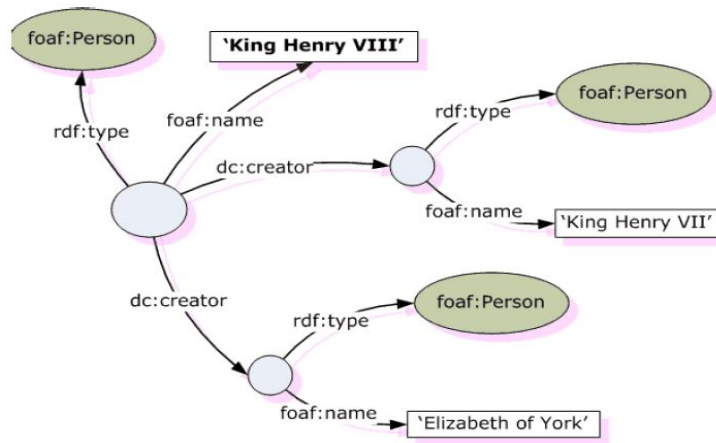 foaf:Person
‘King Henry VIII’
foaf:name
rdf:type
foaf:Person
rdf:type
dc:creator
foaf:name
‘King Henry VII’
dc:creator
foaf:Person
rdf:type
foaf:name
‘Elizabeth of York’